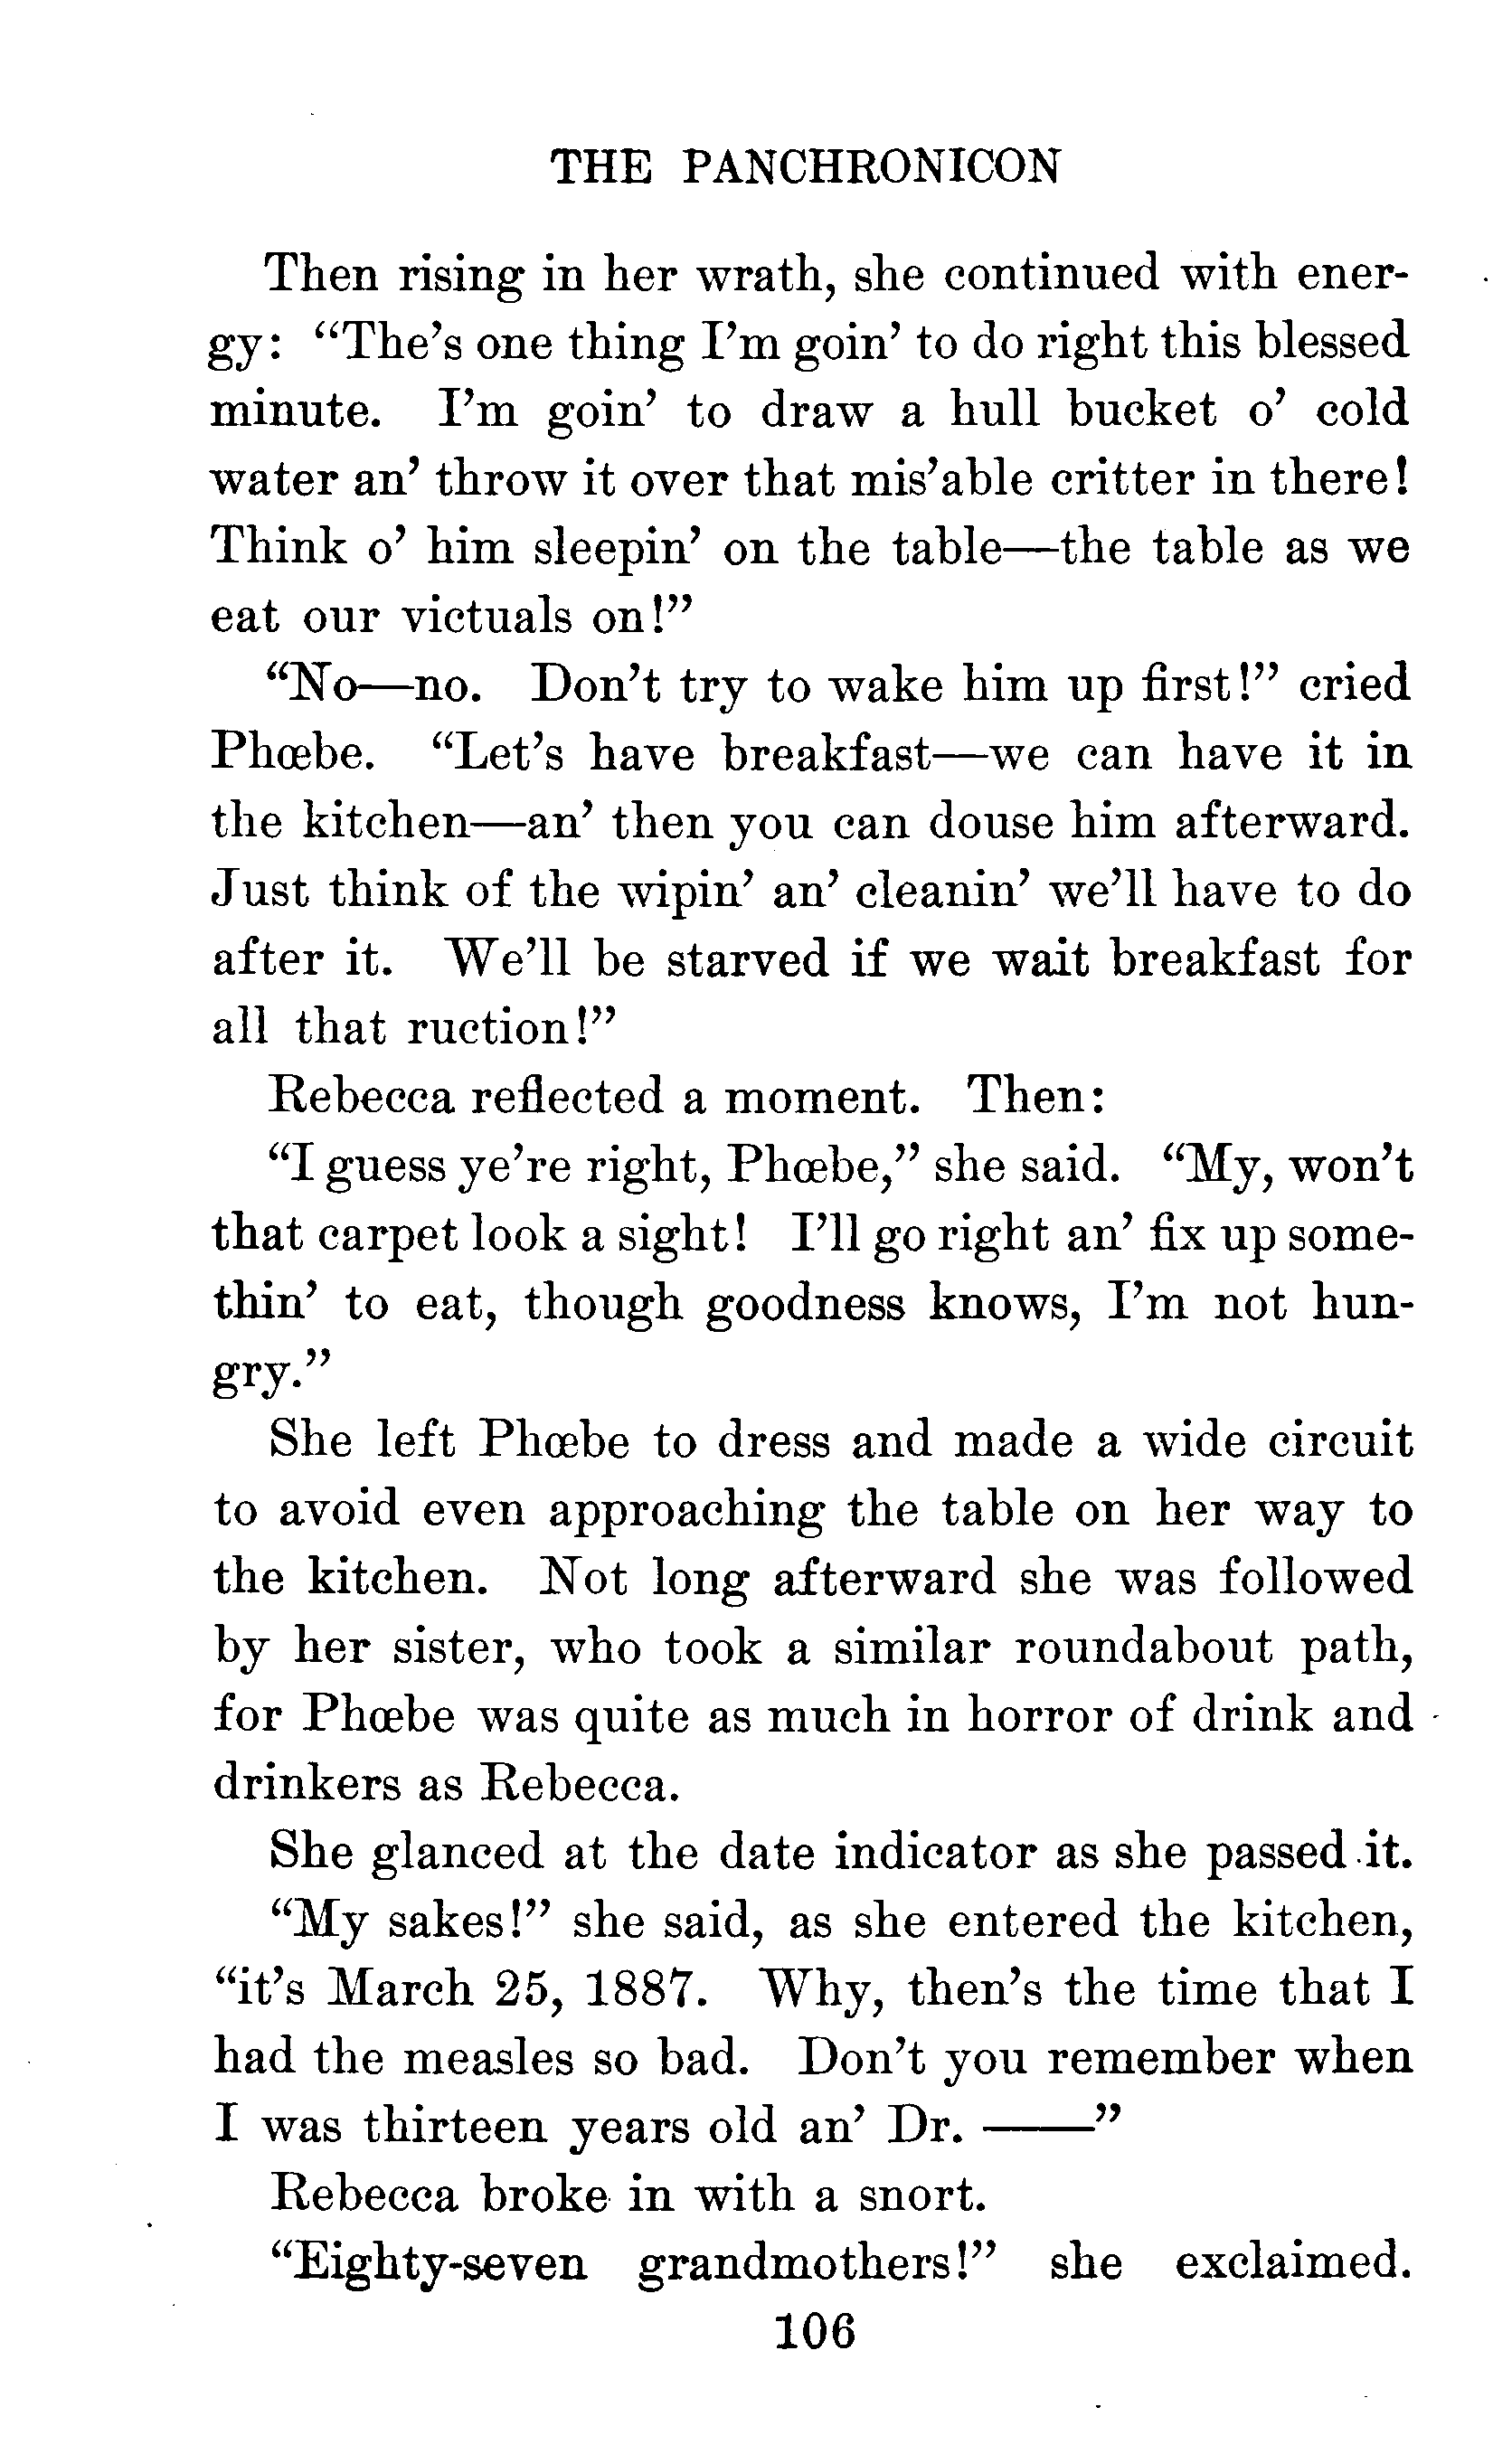 THE PANCHRONICON
Then rising in her wrath, she continued with ener-
gy: “The’s one thing I’m goin’ to do right this blessed
minute. I’m goin’ to draw a hull bucket o’ cold
water an’ throw it over that mis’able critter in there!
Think o’ him sleepin’ on the table—the table as we
eat our victuals on!”
“No—no. Don’t try to wake him up first!” cried
Phœbe. “Let’s have breakfast—we can have it in
the kitchen—an’ then you can douse him afterward.
Just think of the wipin’ an’ cleanin’ we’ll have to do
after it. We’ll be starved if we wait breakfast for
all that ruction!”
Rebecca reflected a moment. Then:
“I guess ye’re right, Phœbe,” she said. “My, won’t
that carpet look a sight! I’ll go right an’ fix up some-
thin’ to eat, though goodness knows, I’m not hun-
gry.”
She left Phœbe to dress and made a wide circuit
to avoid even approaching the table on her way to
the kitchen. Not long afterward she was followed
by her sister, who took a similar roundabout path,
for Phœbe was quite as much in horror of drink and
drinkers as Rebecca.
She glanced at the date indicator as she passed it.
“My sakes!” she said, as she entered the kitchen,
“it’s March 25, 1887. Why, then’s the time that I
had the measles so bad. Don’t you remember when
I was thirteen years old an’ Dr. ——”
Rebecca broke in with a snort.
“Eighty-seven grandmothers!” she exclaimed.
106